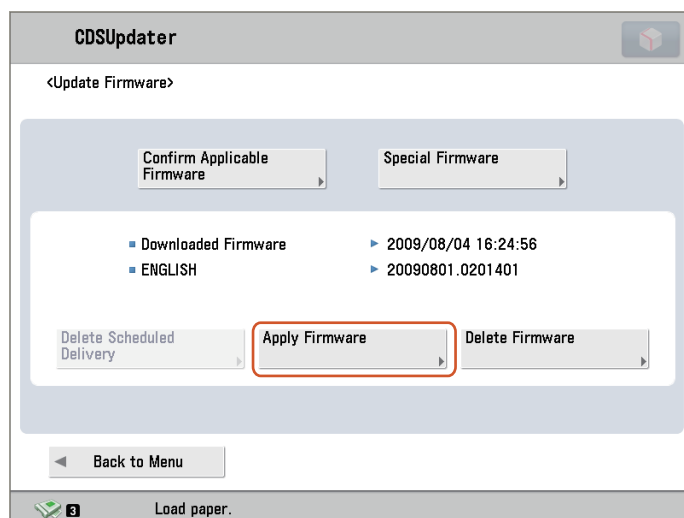 CDSUpdater
<Update Firmware>
Confirm Applicable
Firmware
Special Firmware
Downloaded Firmware 2009/08/04 16:24:56
ENGLISH 20090801.0201401
Delete Scheduled
Delivery
Apply Firmware
Delete Firmware
Back to Menu
3 Load paper.